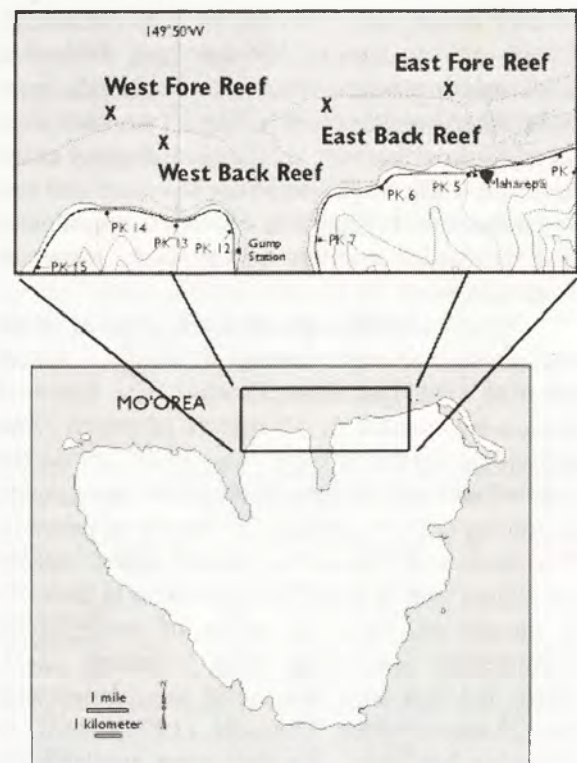 149°50'W
East Fore Reef
West Fore Reef
X
X
X
East Back Reef
X
West Back Reef
PK
PK 5
Maharepa
PK 6
PK 14
PK 13
PK 12
Gump
Station
PK 7
PK 15
MO'OREA
1 mile
1 kilometer